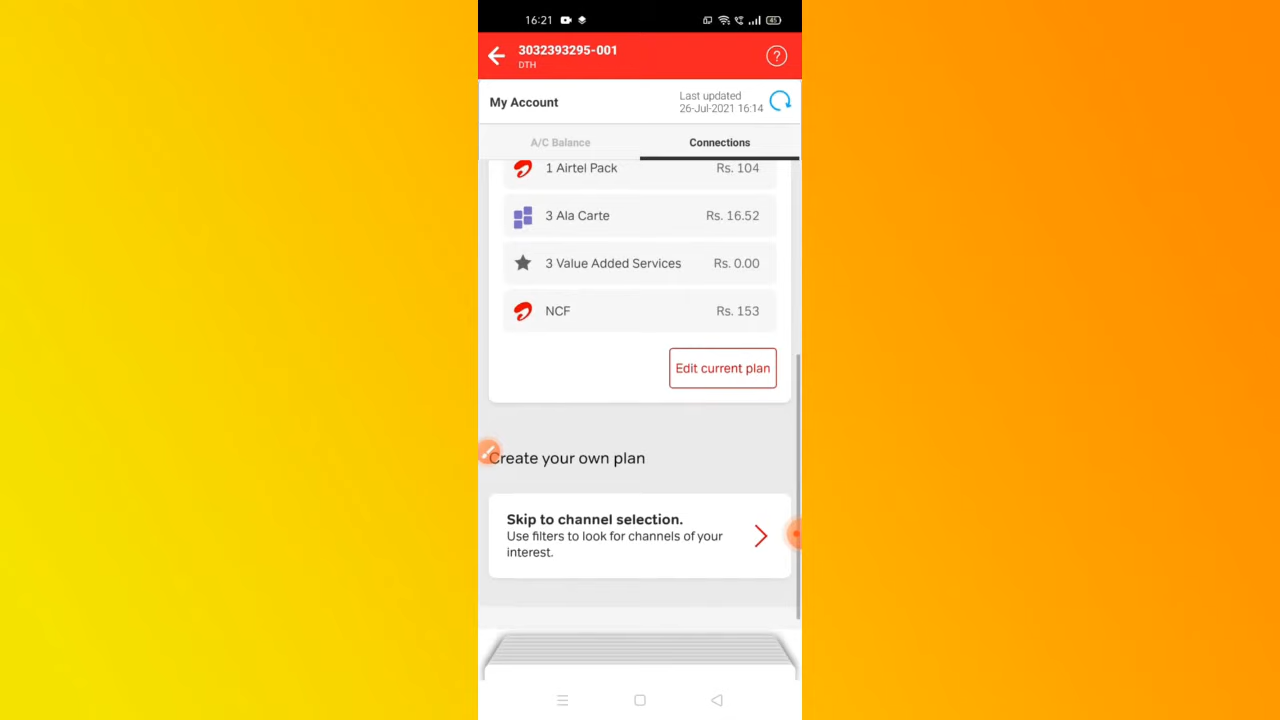 16:21
45
3032393295-001
DTH
?
My Account
Last updated
26-Jul-2021 16:14
A/C Balance
Connections
1 Airtel Pack Rs. 104
3 Ala Carte Rs. 16.52
3 Value Added Services Rs. 0.00
NCF Rs. 153
Edit current plan
Create your own plan
Skip to channel selection.
Use filters to look for channels of your
interest.